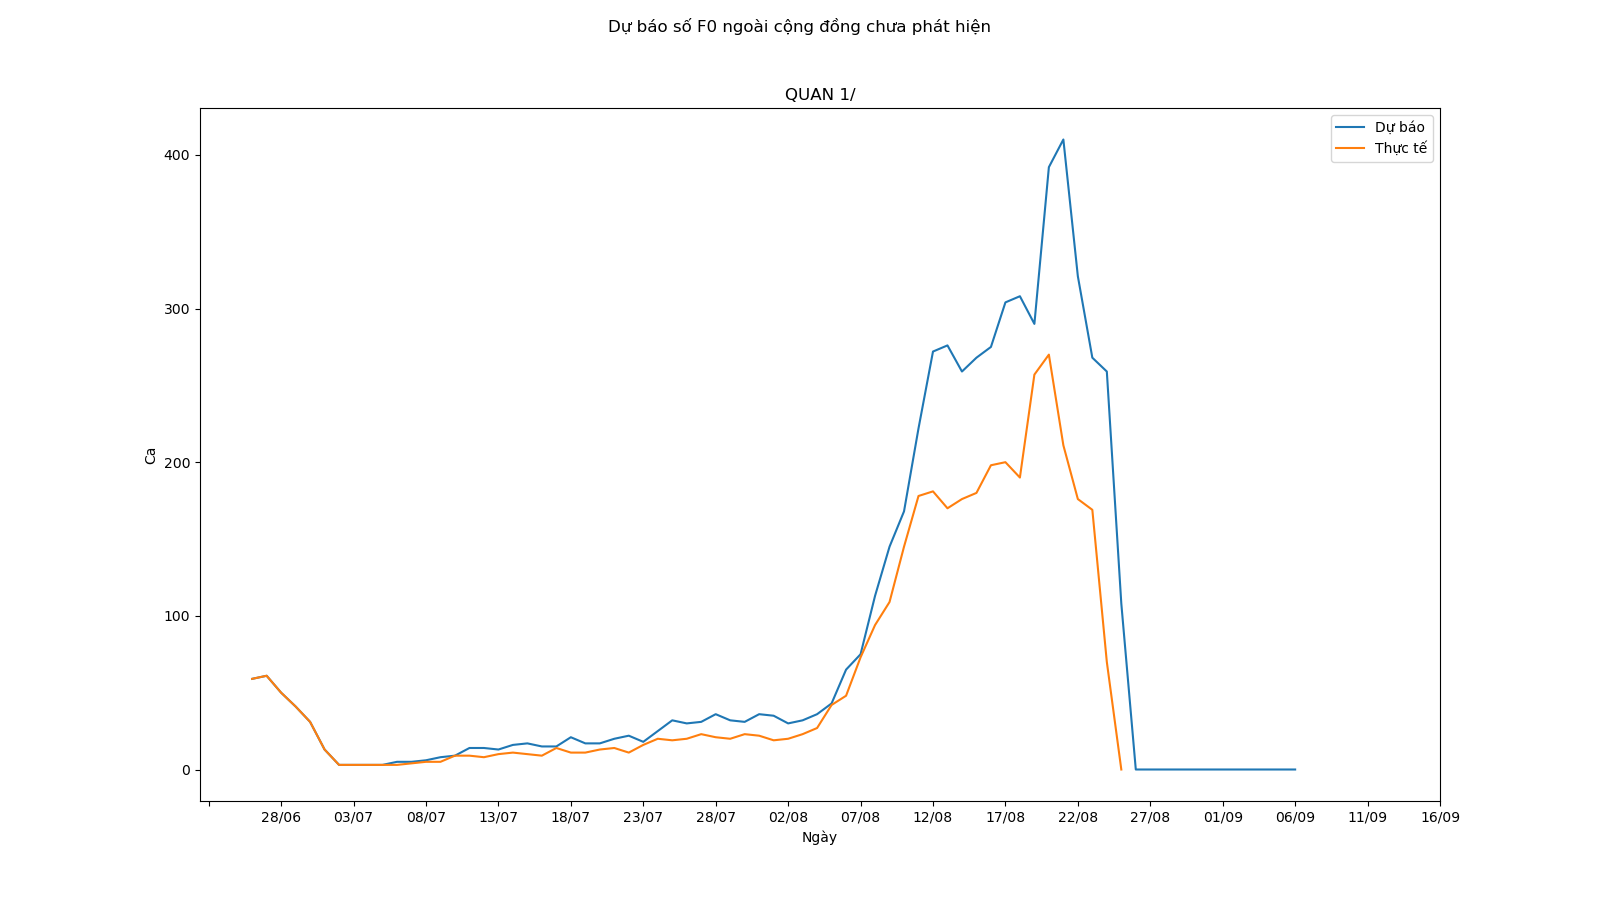 Dự báo số F0 ngoài cộng đồng chưa phát hiện
QUAN 1/
Dự báo
Thực tế
400
300
200
100
0
Ca
28/06 03/07 08/07 13/07 18/07 23/07 28/07 02/08 07/08 12/08 17/08 22/08 27/08 01/09 06/09 11/09 16/09
Ngày